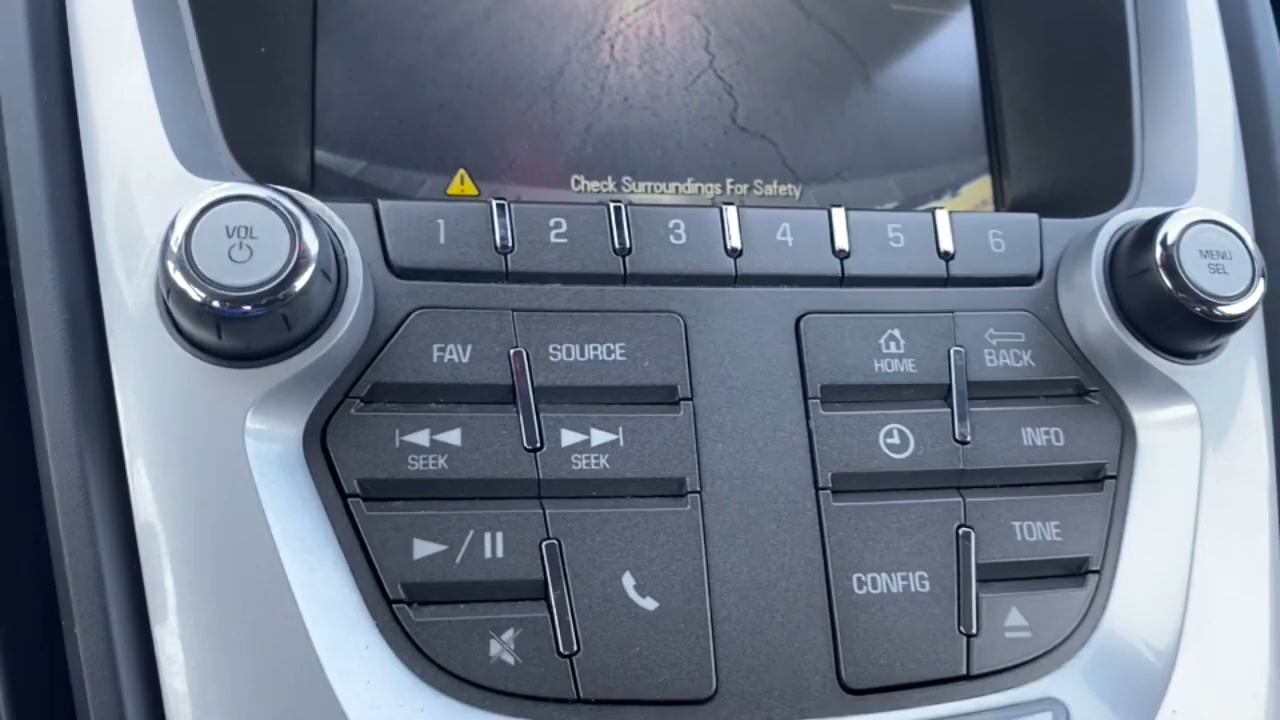 Check Surroundings For Safety
1 2 3 4 5 6
VOL
MENU
SEL
FAV SOURCE
HOME BACK
SEEK SEEK
INFO
TONE
CONFIG